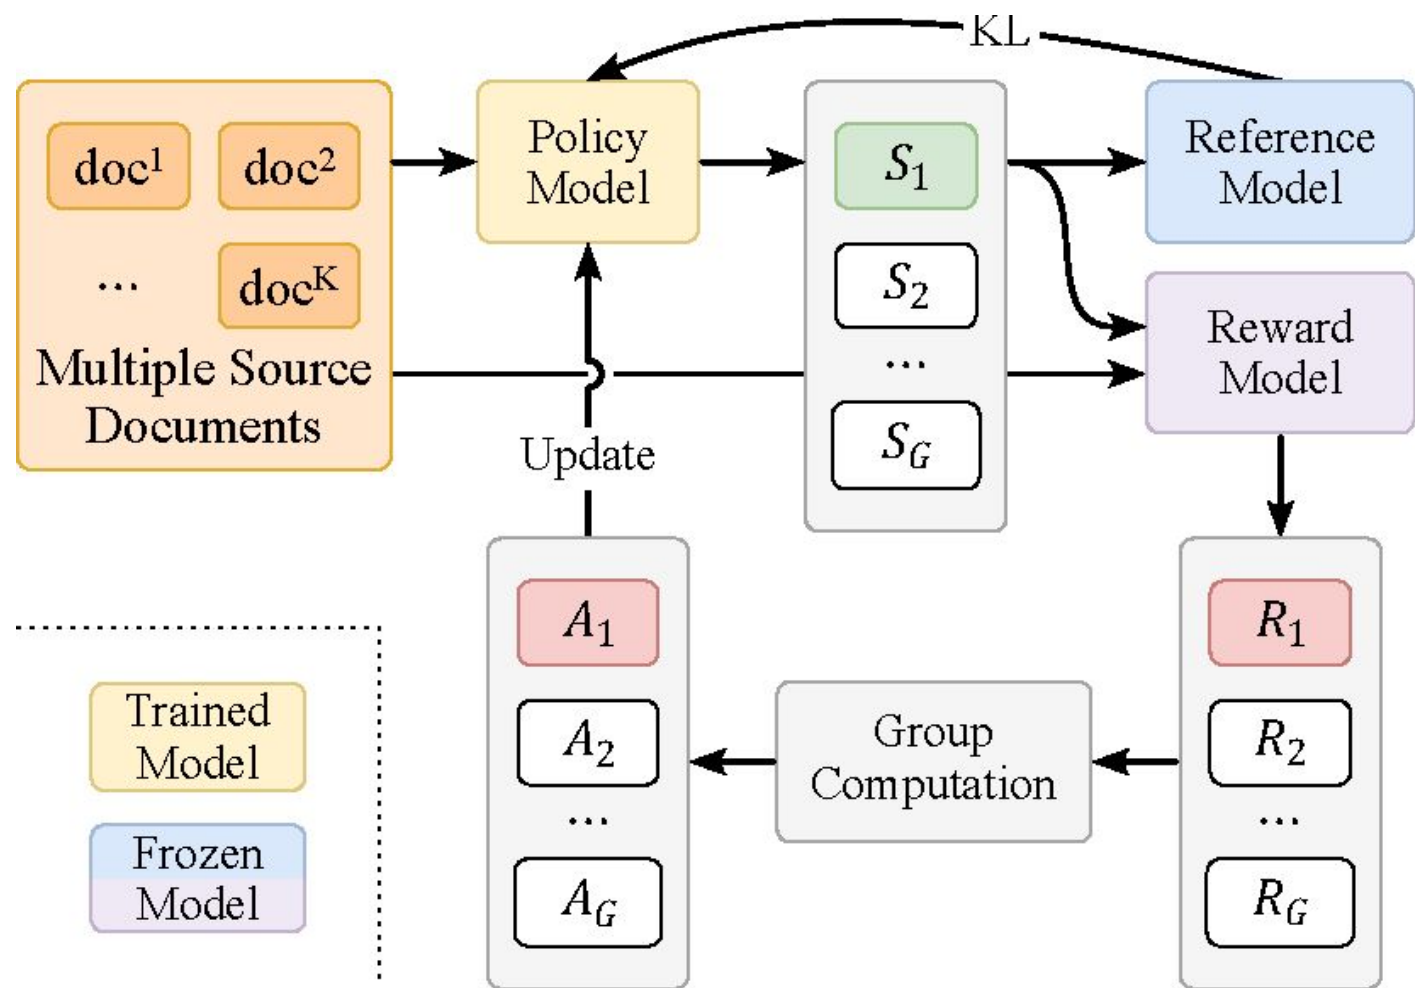 KL
doc¹ doc²
... docᴷ
Multiple Source
Documents
Policy
Model
S₁
S₂
...
S_G
Reference
Model
Reward
Model
Update
A₁
A₂
...
A_G
Group
Computation
R₁
R₂
...
R_G
Trained
Model
Frozen
Model